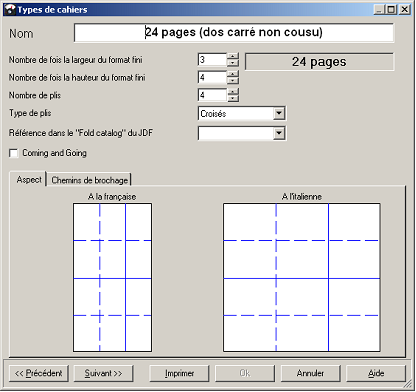 Types de cahiers
Nom 24 pages (dos carré non cousu)
Nombre de fois la largeur du format fini 3 24 pages
Nombre de fois la hauteur du format fini 4
Nombre de plis 4
Type de plis Croisés
Référence dans le "Fold catalog" du JDF
Coming and Going
Aspect Chemins de brochage
A la française A l'italienne
<< Précédent Suivant >> Imprimer Ok Annuler Aide